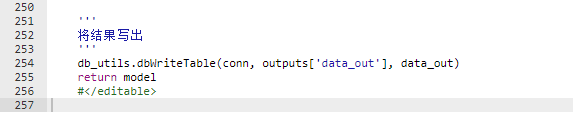 250
251 '''
252 将结果写出
253 '''
254 db_utils.dbWriteTable(conn, outputs['data_out'], data_out)
255 return model
256 #</editable>
257